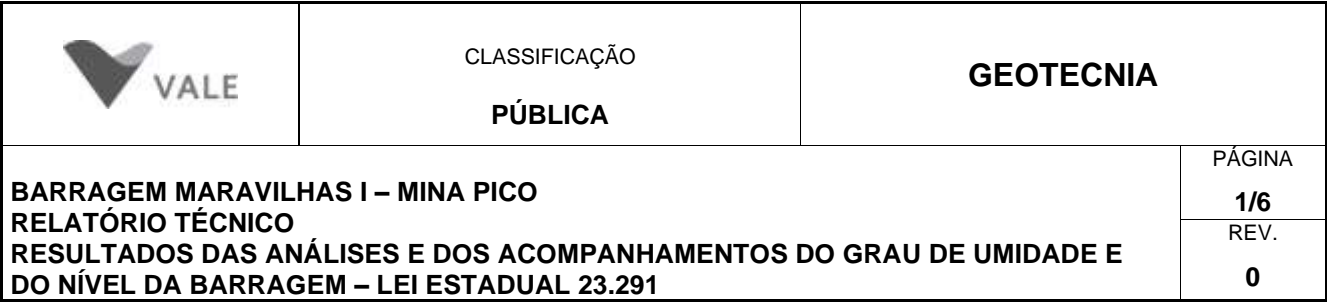 VALE
CLASSIFICAÇÃO
PÚBLICA
GEOTECNIA
BARRAGEM MARAVILHAS I – MINA PICO
RELATÓRIO TÉCNICO
RESULTADOS DAS ANÁLISES E DOS ACOMPANHAMENTOS DO GRAU DE UMIDADE E
DO NÍVEL DA BARRAGEM – LEI ESTADUAL 23.291
PÁGINA
1/6
REV.
0